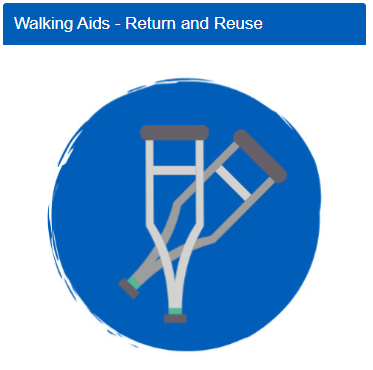 Walking Aids - Return and Reuse